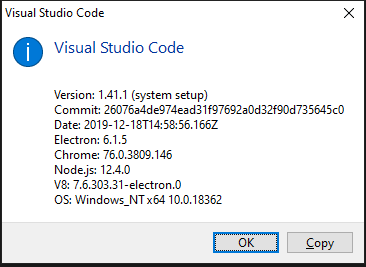 Visual Studio Code
Visual Studio Code
Version: 1.41.1 (system setup)
Commit: 26076a4de974ead31f97692a0d32f90d735645c0
Date: 2019-12-18T14:58:56.166Z
Electron: 6.1.5
Chrome: 76.0.3809.146
Node.js: 12.4.0
V8: 7.6.303.31-electron.0
OS: Windows_NT x64 10.0.18362
OK
Copy